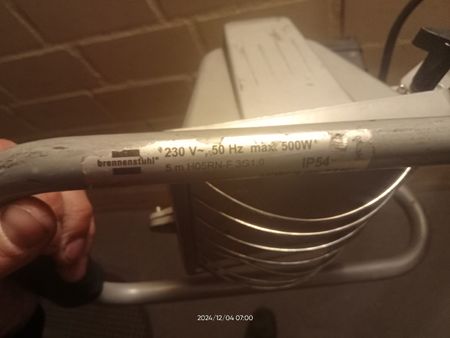 230 V~, 50 Hz max. 500W
brennenstuhl
5 m H05RN-F 3G1,0 IP54
2024/12/04 07:00